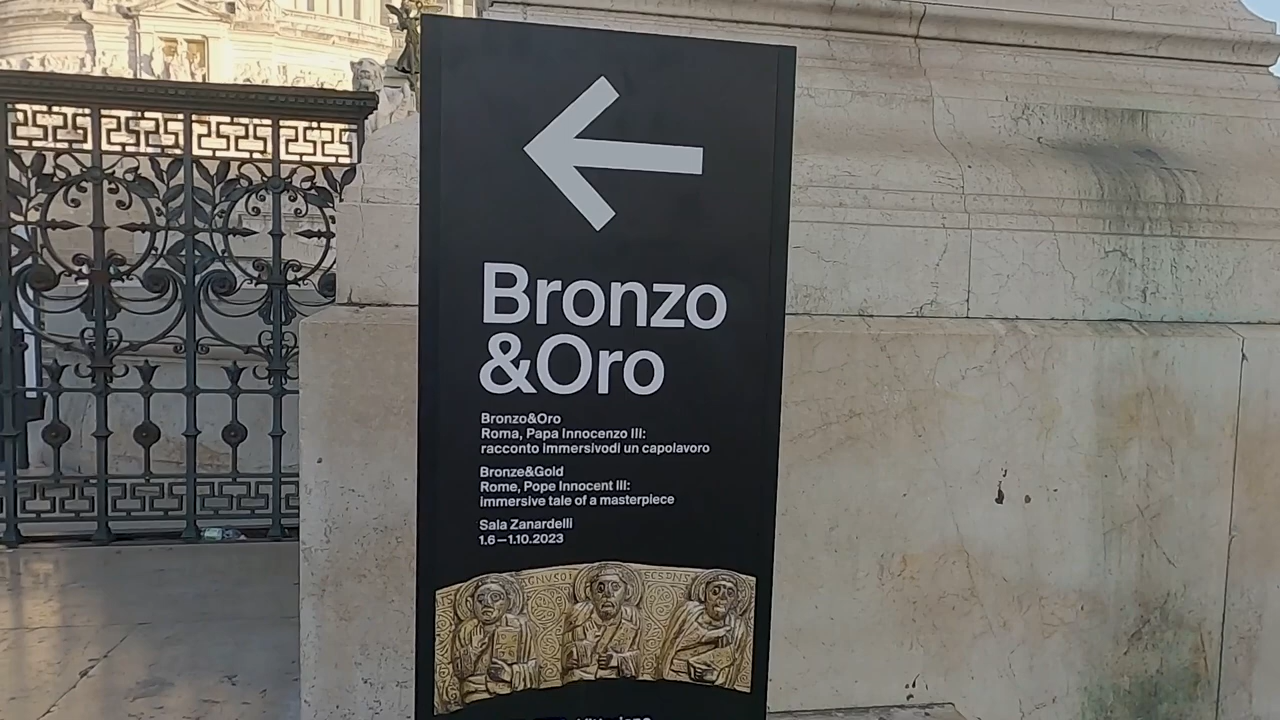 Bronzo
&Oro
Bronzo&Oro
Roma, Papa Innocenzo III:
racconto immersivodi un capolavoro
Bronze&Gold
Rome, Pope Innocent III:
immersive tale of a masterpiece
Sala Zanardelli
1.6—1.10.2023